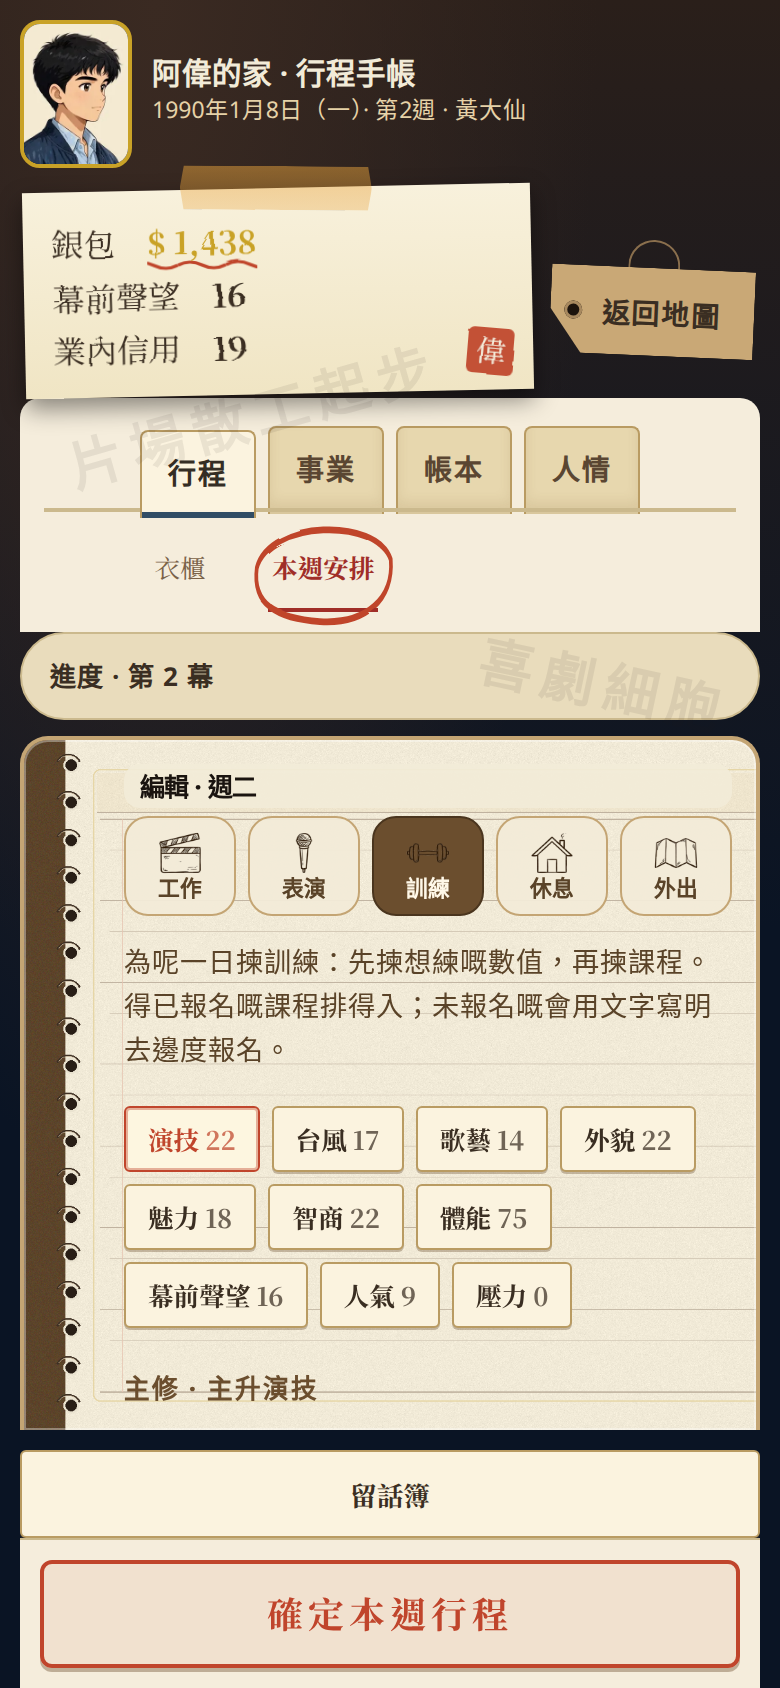 阿偉的家 · 行程手帳
1990年1月8日（一）· 第2週 · 黃大仙
銀包 $ 1,438
幕前聲望 16
業內信用 19
偉
返回地圖
片場散工起步
行程 事業 帳本 人情
衣櫃 本週安排
進度 · 第 2 幕
喜劇細胞
編輯 · 週二
工作 表演 訓練 休息 外出
為呢一日揀訓練：先揀想練嘅數值，再揀課程。
得已報名嘅課程排得入；未報名嘅會用文字寫明
去邊度報名。
演技 22 台風 17 歌藝 14 外貌 22
魅力 18 智商 22 體能 75
幕前聲望 16 人氣 9 壓力 0
主修 · 主升演技
留話簿
確定本週行程